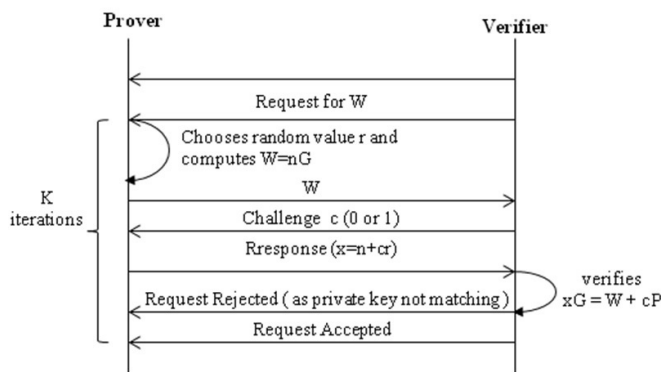 Prover
Verifier
Request for W
Chooses random value r and
computes W=nG
W
K
iterations
Challenge c (0 or 1)
Rresponse (x=n+cr)
verifies
xG = W + cP
Request Rejected ( as private key not matching )
Request Accepted